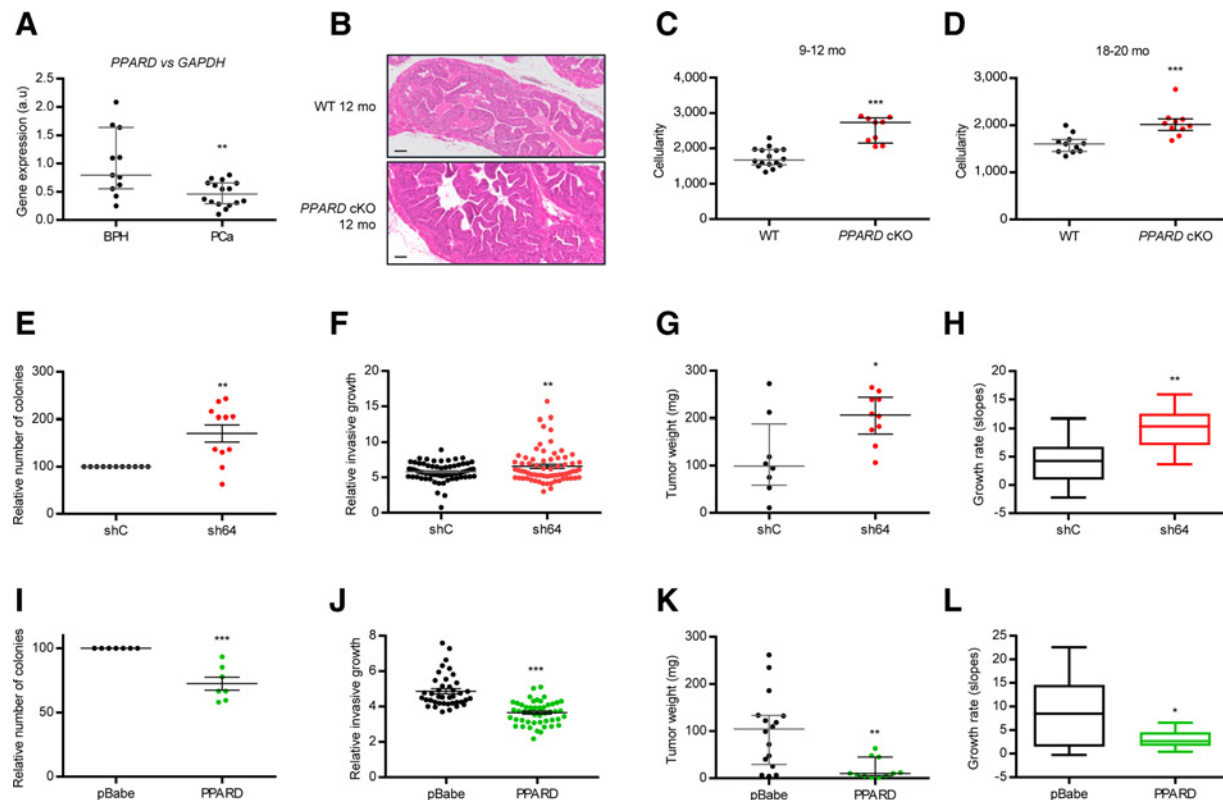 A
PPARD vs GAPDH
Gene expression (a.u)
2.5
2.0
1.5
1.0
0.5
0.0
**
BPH
PCa
B
WT 12 mo
PPARD cKO
12 mo
C
9-12 mo
Cellularity
4,000
3,000
2,000
1,000
0
***
WT
PPARD cKO
D
18-20 mo
Cellularity
3,000
2,000
1,000
0
***
WT
PPARD cKO
E
Relative number of colonies
300
200
100
0
**
shC
sh64
F
Relative invasive growth
20
15
10
5
0
**
shC
sh64
G
Tumor weight (mg)
300
200
100
0
*
shC
sh64
H
Growth rate (slopes)
20
15
10
5
0
-5
**
shC
sh64
I
Relative number of colonies
100
50
0
***
pBabe
PPARD
J
Relative invasive growth
8
6
4
2
0
***
pBabe
PPARD
K
Tumor weight (mg)
300
200
100
0
**
pBabe
PPARD
L
Growth rate (slopes)
25
20
15
10
5
0
-5
*
pBabe
PPARD